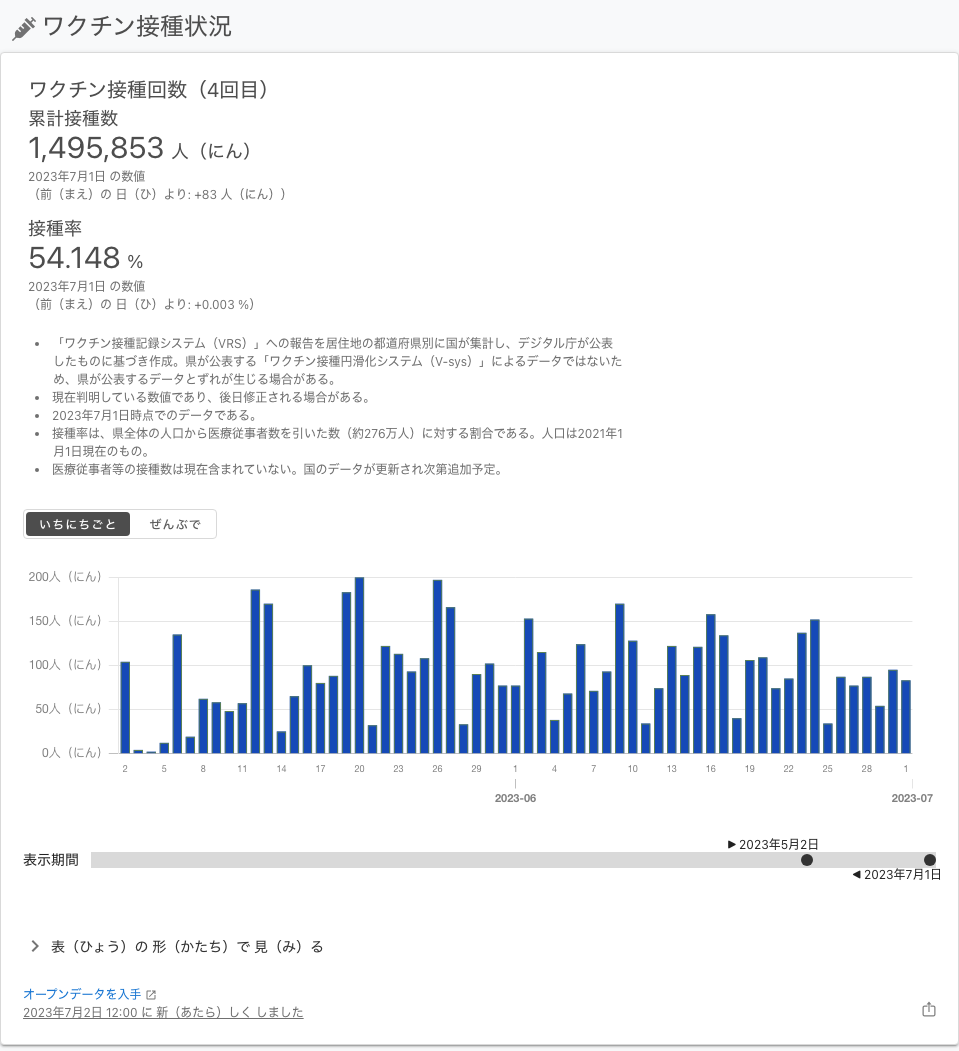 ワクチン接種状況
ワクチン接種回数（4回目）
累計接種数
1,495,853 人（にん）
2023年7月1日 の数値
（前（まえ）の 日（ひ）より: +83 人（にん））
接種率
54.148 %
2023年7月1日 の数値
（前（まえ）の 日（ひ）より: +0.003 %）
• 「ワクチン接種記録システム（VRS）」への報告を居住地の都道府県別に国が集計し、デジタル庁が公表
したものに基づき作成。県が公表する「ワクチン接種円滑化システム（V-sys）」によるデータではないた
め、県が公表するデータとずれが生じる場合がある。
• 現在判明している数値であり、後日修正される場合がある。
• 2023年7月1日時点でのデータである。
• 接種率は、県全体の人口から医療従事者数を引いた数（約276万人）に対する割合である。人口は2021年1
月1日現在のもの。
• 医療従事者等の接種数は現在含まれていない。国のデータが更新され次第追加予定。
いちにちごと ぜんぶで
200人（にん）
150人（にん）
100人（にん）
50人（にん）
0人（にん）
2 5 8 11 14 17 20 23 26 29 1 4 7 10 13 16 19 22 25 28 1
2023-06 2023-07
▶ 2023年5月2日
表示期間
◀ 2023年7月1日
表（ひょう）の 形（かたち）で 見（み）る
オープンデータを入手
2023年7月2日 12:00 に 新（あたら）しく しました